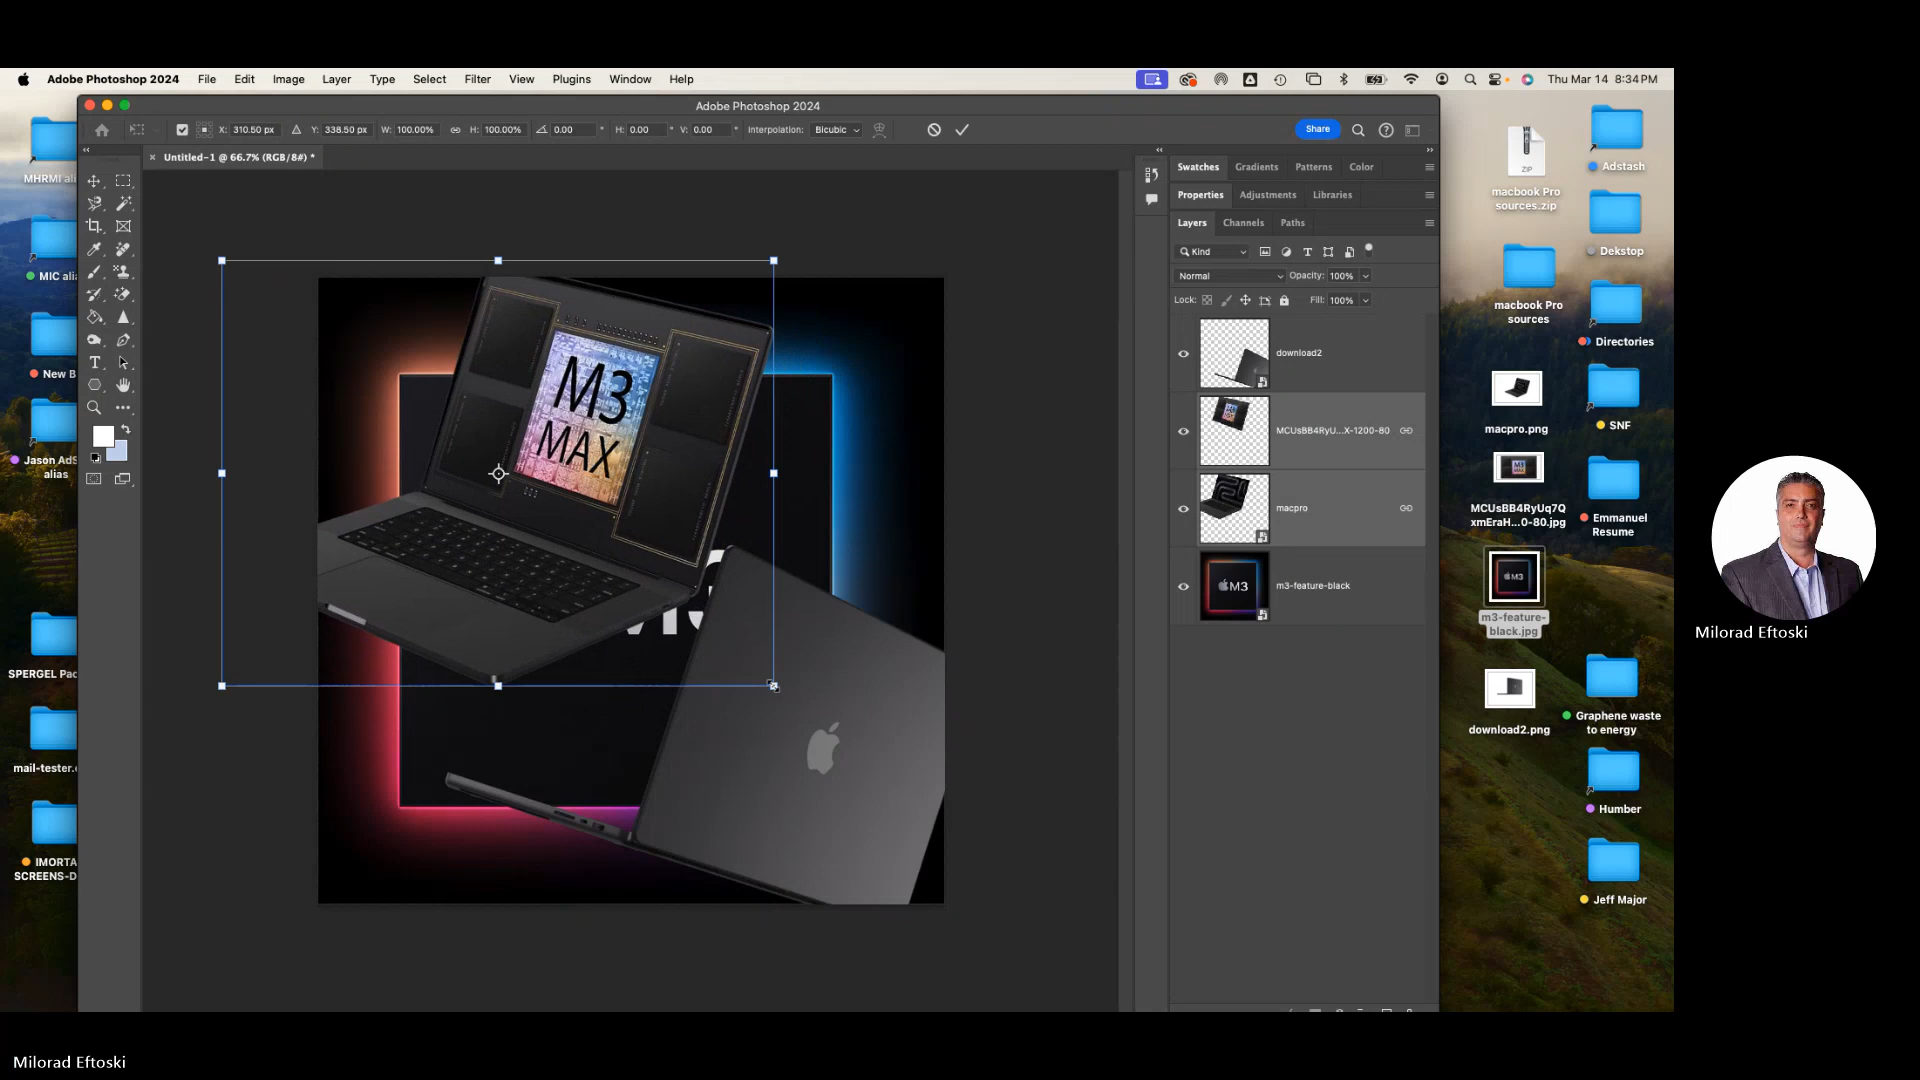 Adobe Photoshop 2024 File Edit Image Layer Type Select Filter View Plugins Window Help Thu Mar 14 8:34 PM
Adobe Photoshop 2024
X: 310.50 px Y: 338.50 px W: 100.00% H: 100.00% 0.00 ° H: 0.00 ° V: 0.00 ° Interpolation: Bicubic Share
× Untitled-1 @ 66.7% (RGB/8#) *
Swatches Gradients Patterns Color
Properties Adjustments Libraries
Layers Channels Paths
Kind
Normal Opacity: 100%
Lock: Fill: 100%
download2
MCUsBB4RyU...X-1200-80
macpro
M3
m3-feature-black
M3
MAX
MHRMI ali
MIC alia
New B
Jason AdS
alias
SPERGEL Pac
mail-tester.c
IMORTA
SCREENS-D
ZIP
macbook Pro
sources.zip
macbook Pro
sources
macpro.png
MCUsBB4RyUq7Q
xmEraH...0-80.jpg
M3
m3-feature-
black.jpg
download2.png
Adstash
Dekstop
Directories
SNF
Emmanuel
Resume
Graphene waste
to energy
Humber
Jeff Major
Milorad Eftoski
Milorad Eftoski